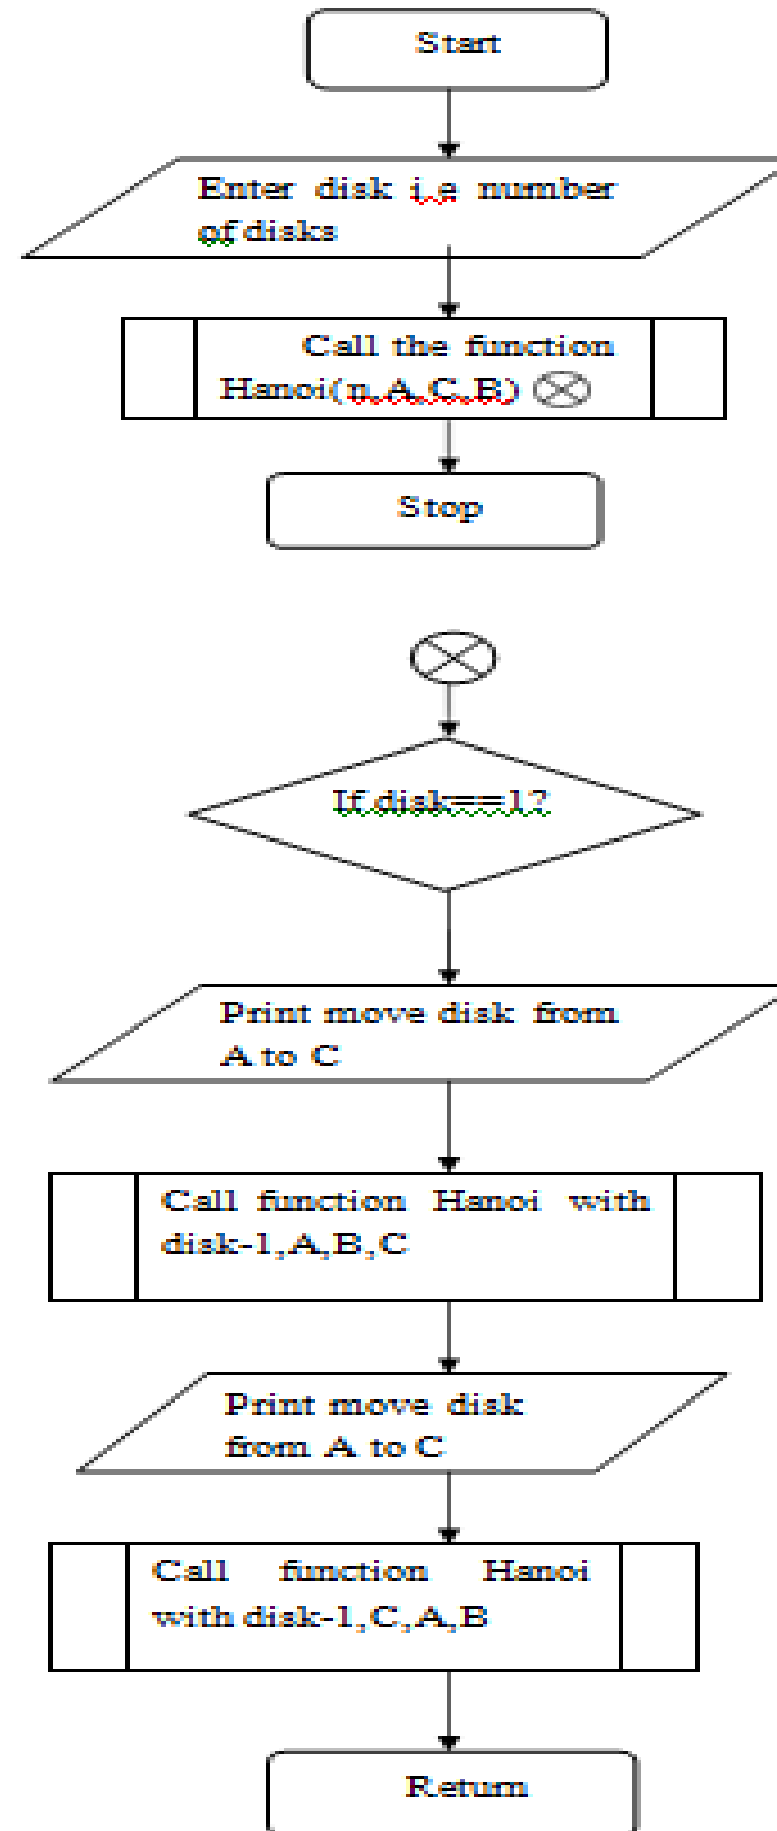 Start
Enter disk i.e number
of disks
Call the function
Hanoi(n,A,C,B)
Stop
If disk==1?
Print move disk from
A to C
Call function Hanoi with
disk-1,A,B,C
Print move disk
from A to C
Call function Hanoi
with disk-1,C,A,B
Return